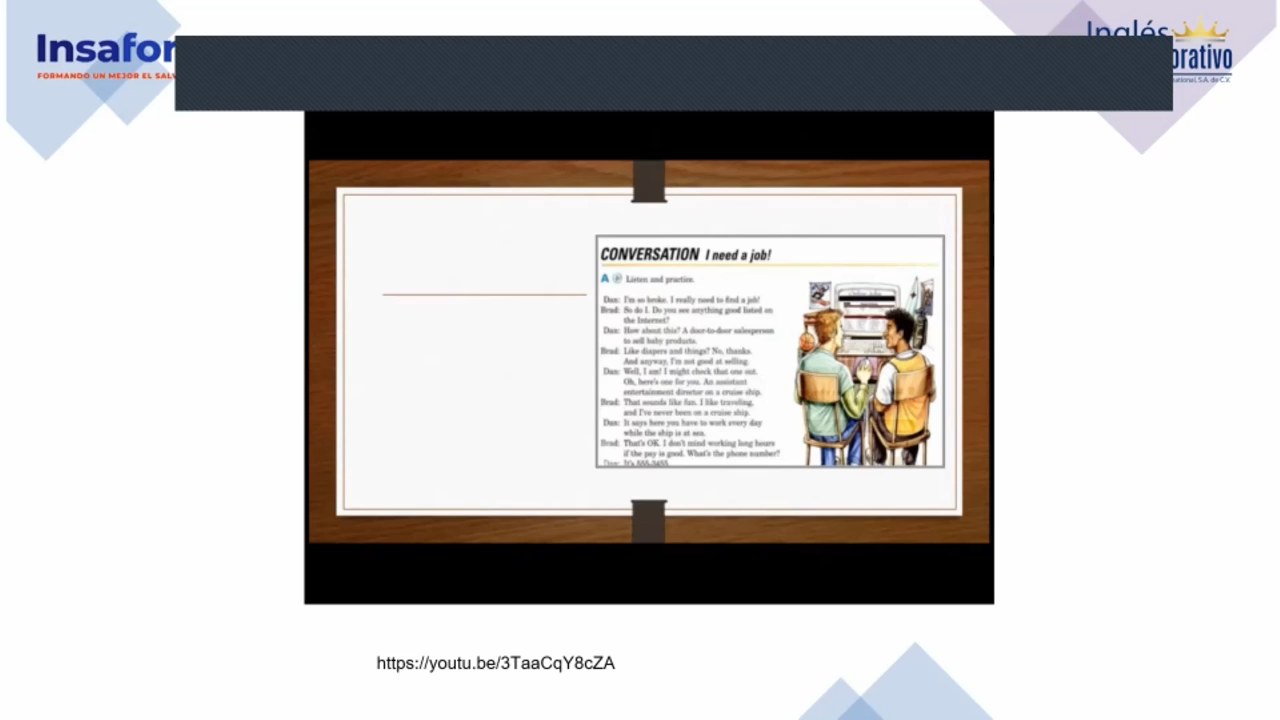 Insafor
FORMANDO UN MEJOR EL SALV
Inglés
orativo
national, S.A. de C.V.
CONVERSATION I need a job!
A Listen and practice.
Dan: I'm so broke. I really need to find a job!
Brad: So do I. Do you see anything good listed on
the Internet?
Dan: How about this? A door-to-door salesperson
to sell baby products.
Brad: Like diapers and things? No, thanks.
And anyway, I'm not good at selling.
Dan: Well, I am! I might check that one out.
Oh, here's one for you. An assistant
entertainment director on a cruise ship.
Brad: That sounds like fun. I like traveling,
and I've never been on a cruise ship.
Dan: It says here you have to work every day
while the ship is at sea.
Brad: That's OK. I don't mind working long hours
if the pay is good. What's the phone number?
Dan: It's 555-3455
https://youtu.be/3TaaCqY8cZA